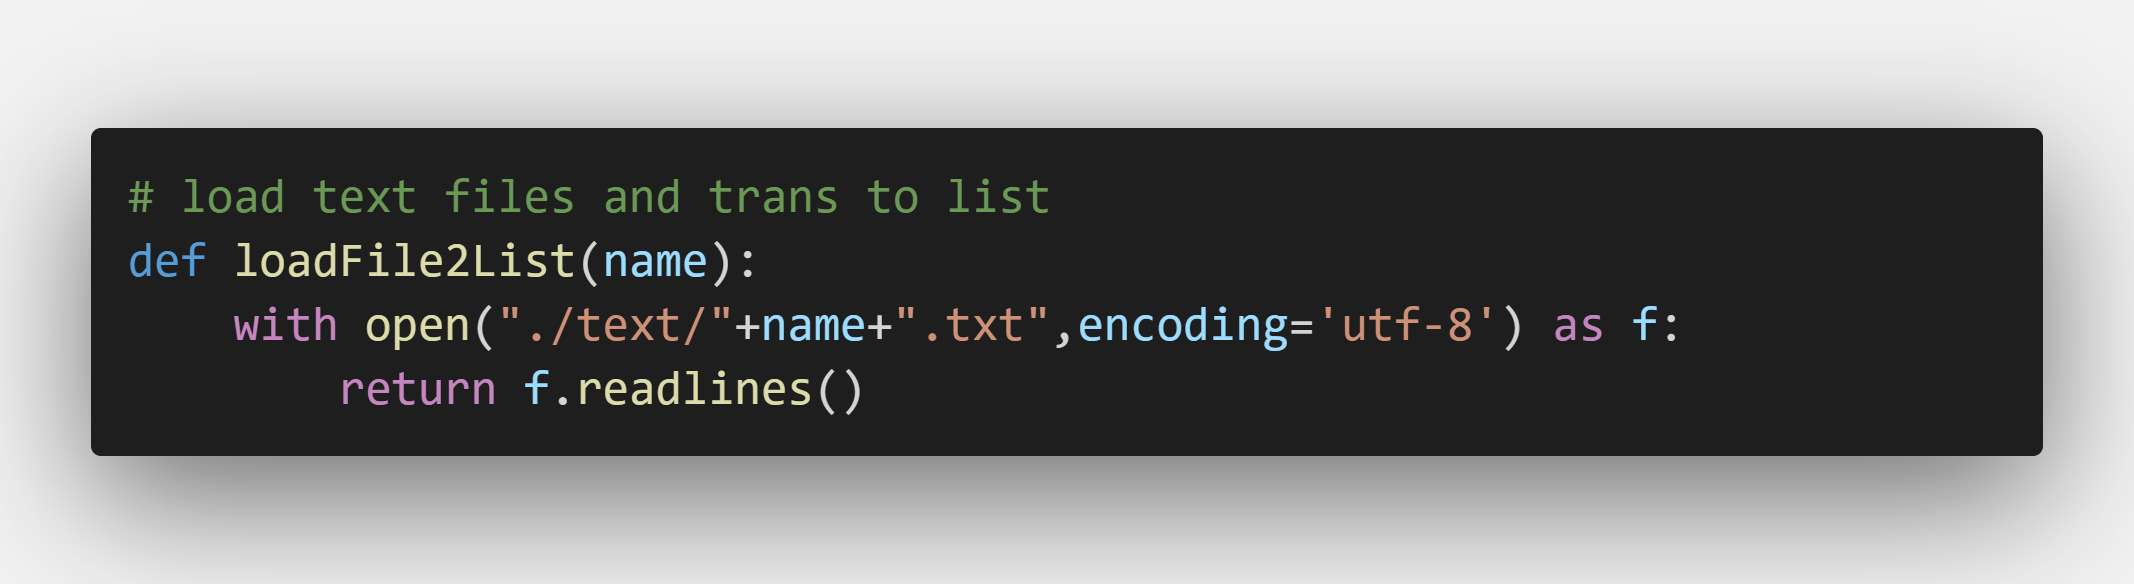 # load text files and trans to list
def loadFile2List(name):
    with open("./text/"+name+".txt",encoding='utf-8') as f:
        return f.readlines()